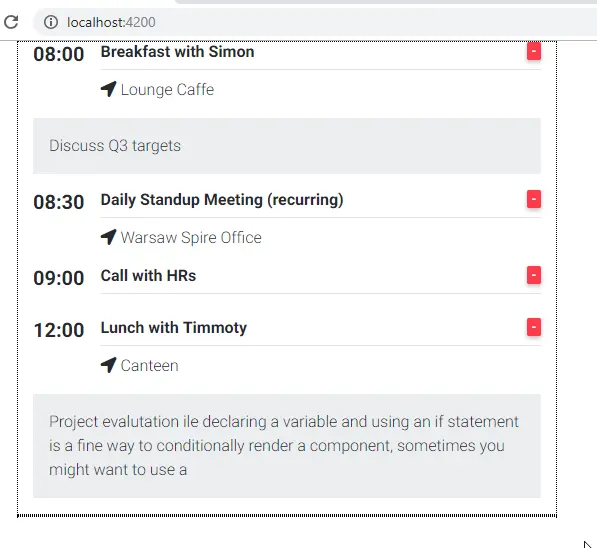 localhost:4200
08:00 Breakfast with Simon -
Lounge Caffe
Discuss Q3 targets
08:30 Daily Standup Meeting (recurring) -
Warsaw Spire Office
09:00 Call with HRs -
12:00 Lunch with Timmoty -
Canteen
Project evalutation ile declaring a variable and using an if statement
is a fine way to conditionally render a component, sometimes you
might want to use a